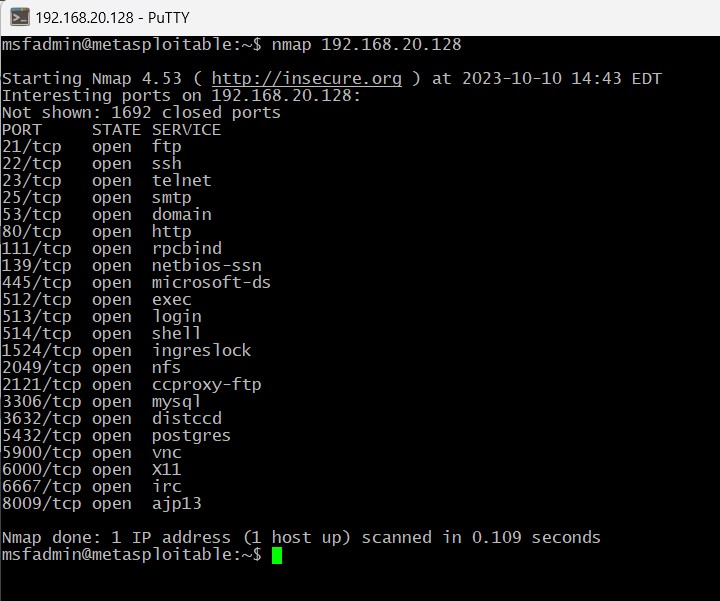 192.168.20.128 - PuTTY
msfadmin@metasploitable:~$ nmap 192.168.20.128
Starting Nmap 4.53 ( http://insecure.org ) at 2023-10-10 14:43 EDT
Interesting ports on 192.168.20.128:
Not shown: 1692 closed ports
PORT     STATE SERVICE
21/tcp   open  ftp
22/tcp   open  ssh
23/tcp   open  telnet
25/tcp   open  smtp
53/tcp   open  domain
80/tcp   open  http
111/tcp  open  rpcbind
139/tcp  open  netbios-ssn
445/tcp  open  microsoft-ds
512/tcp  open  exec
513/tcp  open  login
514/tcp  open  shell
1524/tcp open  ingreslock
2049/tcp open  nfs
2121/tcp open  ccproxy-ftp
3306/tcp open  mysql
3632/tcp open  distccd
5432/tcp open  postgres
5900/tcp open  vnc
6000/tcp open  X11
6667/tcp open  irc
8009/tcp open  ajp13
Nmap done: 1 IP address (1 host up) scanned in 0.109 seconds
msfadmin@metasploitable:~$